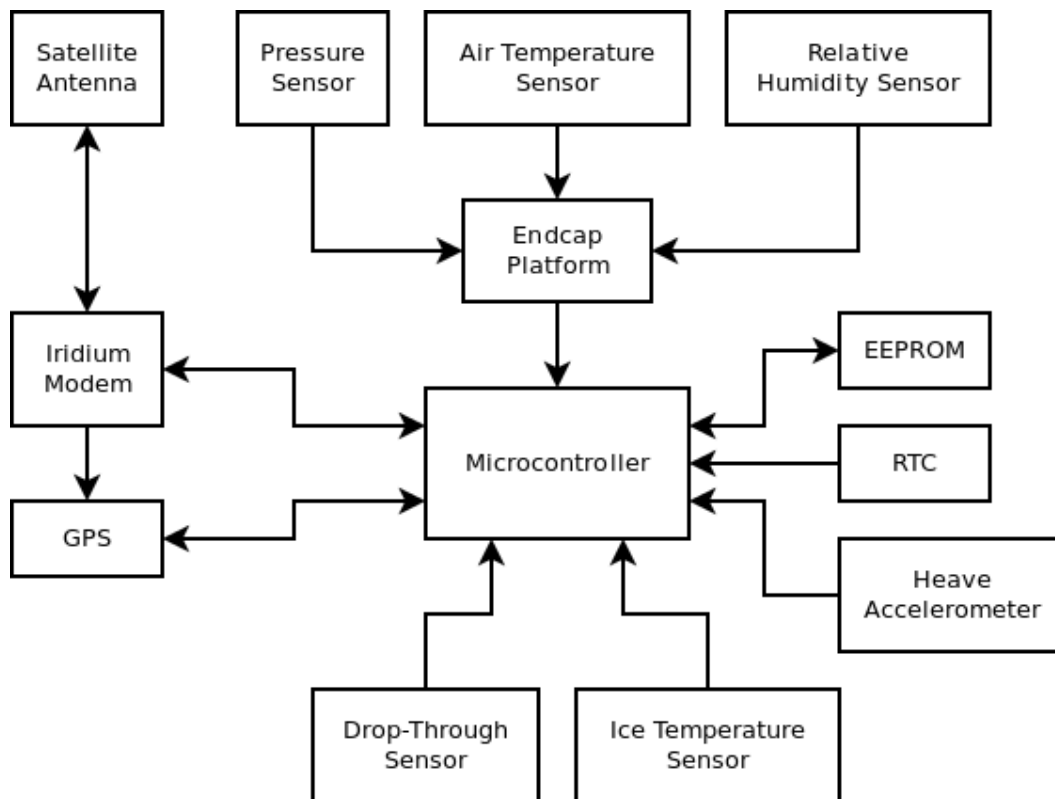 Satellite
Antenna
Pressure
Sensor
Air Temperature
Sensor
Relative
Humidity Sensor
Endcap
Platform
Iridium
Modem
EEPROM
Microcontroller
RTC
GPS
Heave
Accelerometer
Drop-Through
Sensor
Ice Temperature
Sensor